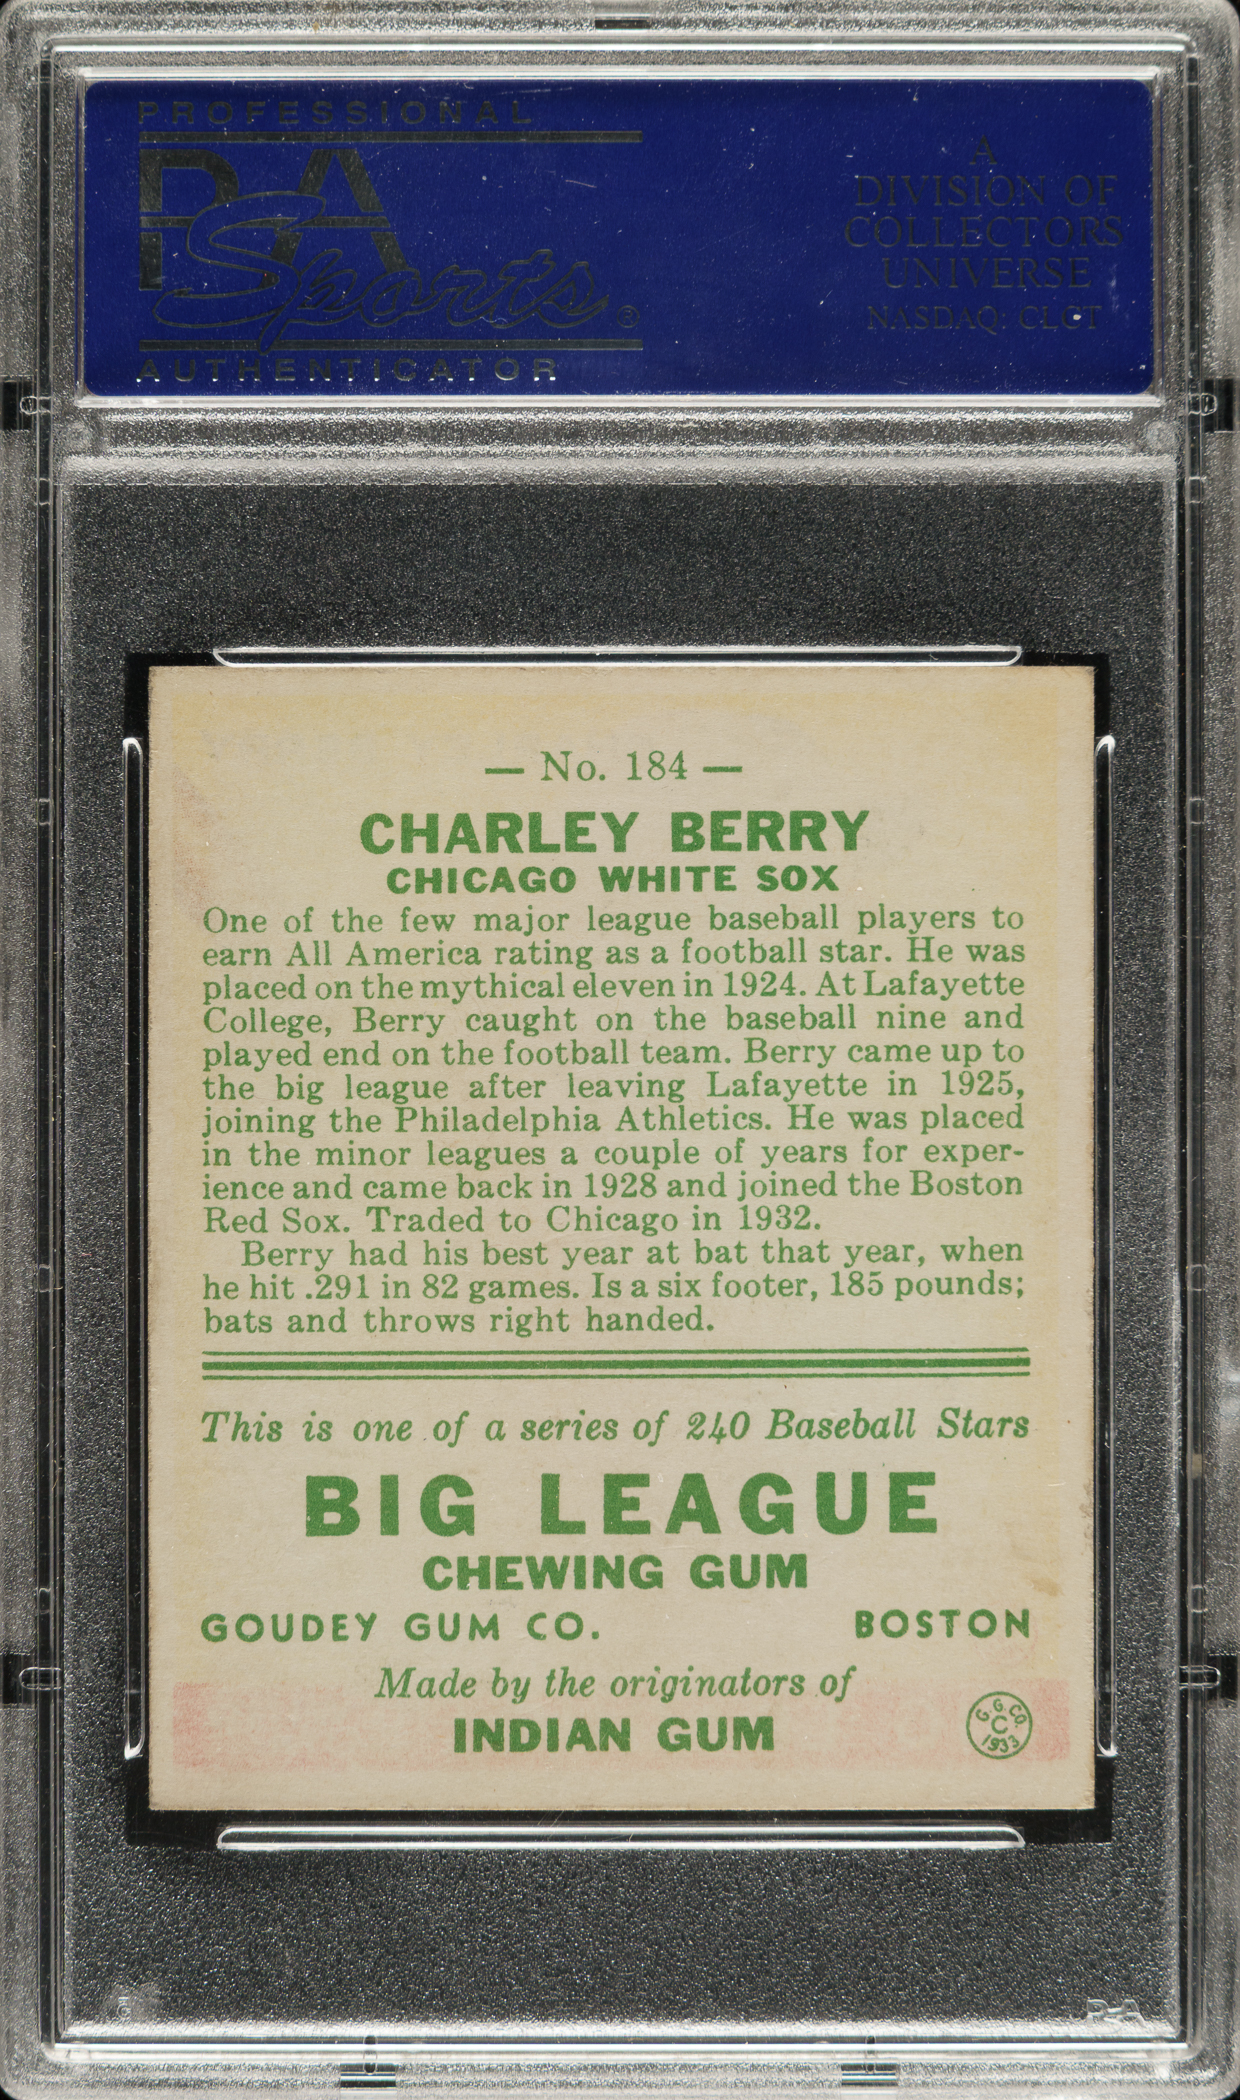 PROFESSIONAL
PSA
Sports®
AUTHENTICATOR
A
DIVISION OF
COLLECTORS
UNIVERSE
NASDAQ: CLCT
— No. 184 —
CHARLEY BERRY
CHICAGO WHITE SOX
One of the few major league baseball players to
earn All America rating as a football star. He was
placed on the mythical eleven in 1924. At Lafayette
College, Berry caught on the baseball nine and
played end on the football team. Berry came up to
the big league after leaving Lafayette in 1925,
joining the Philadelphia Athletics. He was placed
in the minor leagues a couple of years for exper-
ience and came back in 1928 and joined the Boston
Red Sox. Traded to Chicago in 1932.
Berry had his best year at bat that year, when
he hit .291 in 82 games. Is a six footer, 185 pounds;
bats and throws right handed.
This is one of a series of 240 Baseball Stars
BIG LEAGUE
CHEWING GUM
GOUDEY GUM CO. BOSTON
Made by the originators of
INDIAN GUM
G. G. CO.
C
1933
PSA